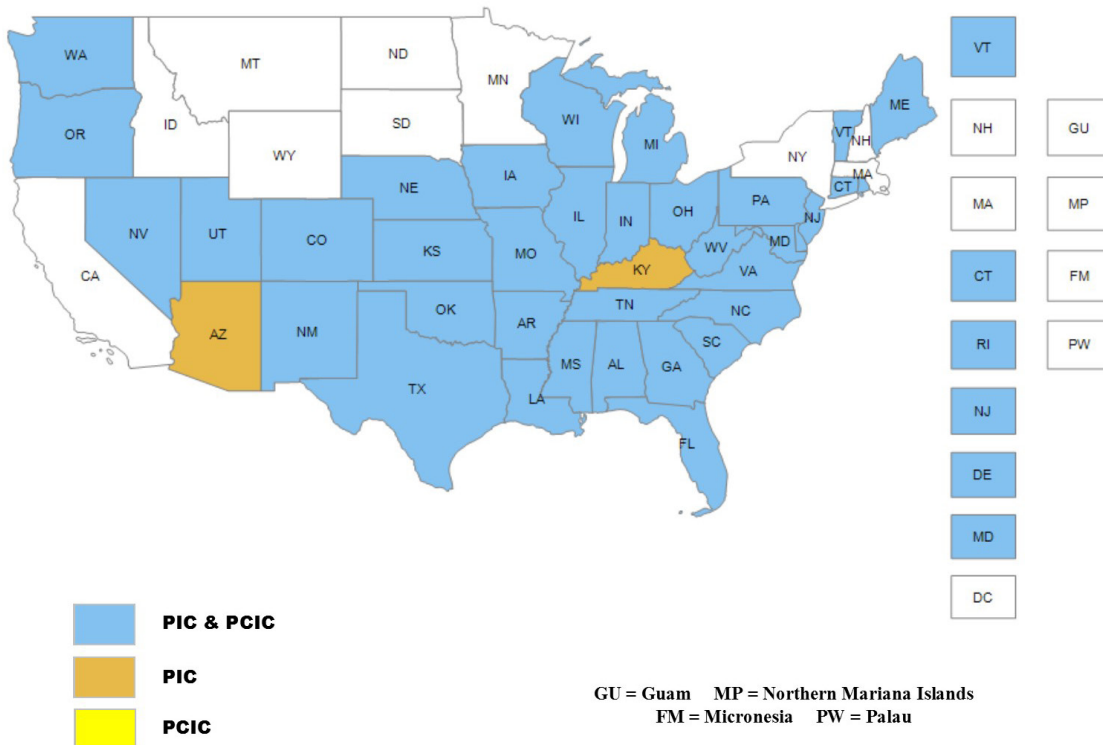 WA
MT
ND
MN
VT
OR
ID
SD
WI
MI
ME
VT
NH
NY
MA
CT
NH
GU
WY
NE
IA
PA
NJ
MA
MP
NV
UT
CO
KS
MO
IL
IN
OH
WV
MD
VA
CA
KY
CT
FM
AZ
NM
OK
AR
TN
NC
SC
RI
PW
TX
LA
MS
AL
GA
FL
NJ
DE
MD
DC
PIC & PCIC
PIC
PCIC
GU = Guam MP = Northern Mariana Islands
FM = Micronesia PW = Palau